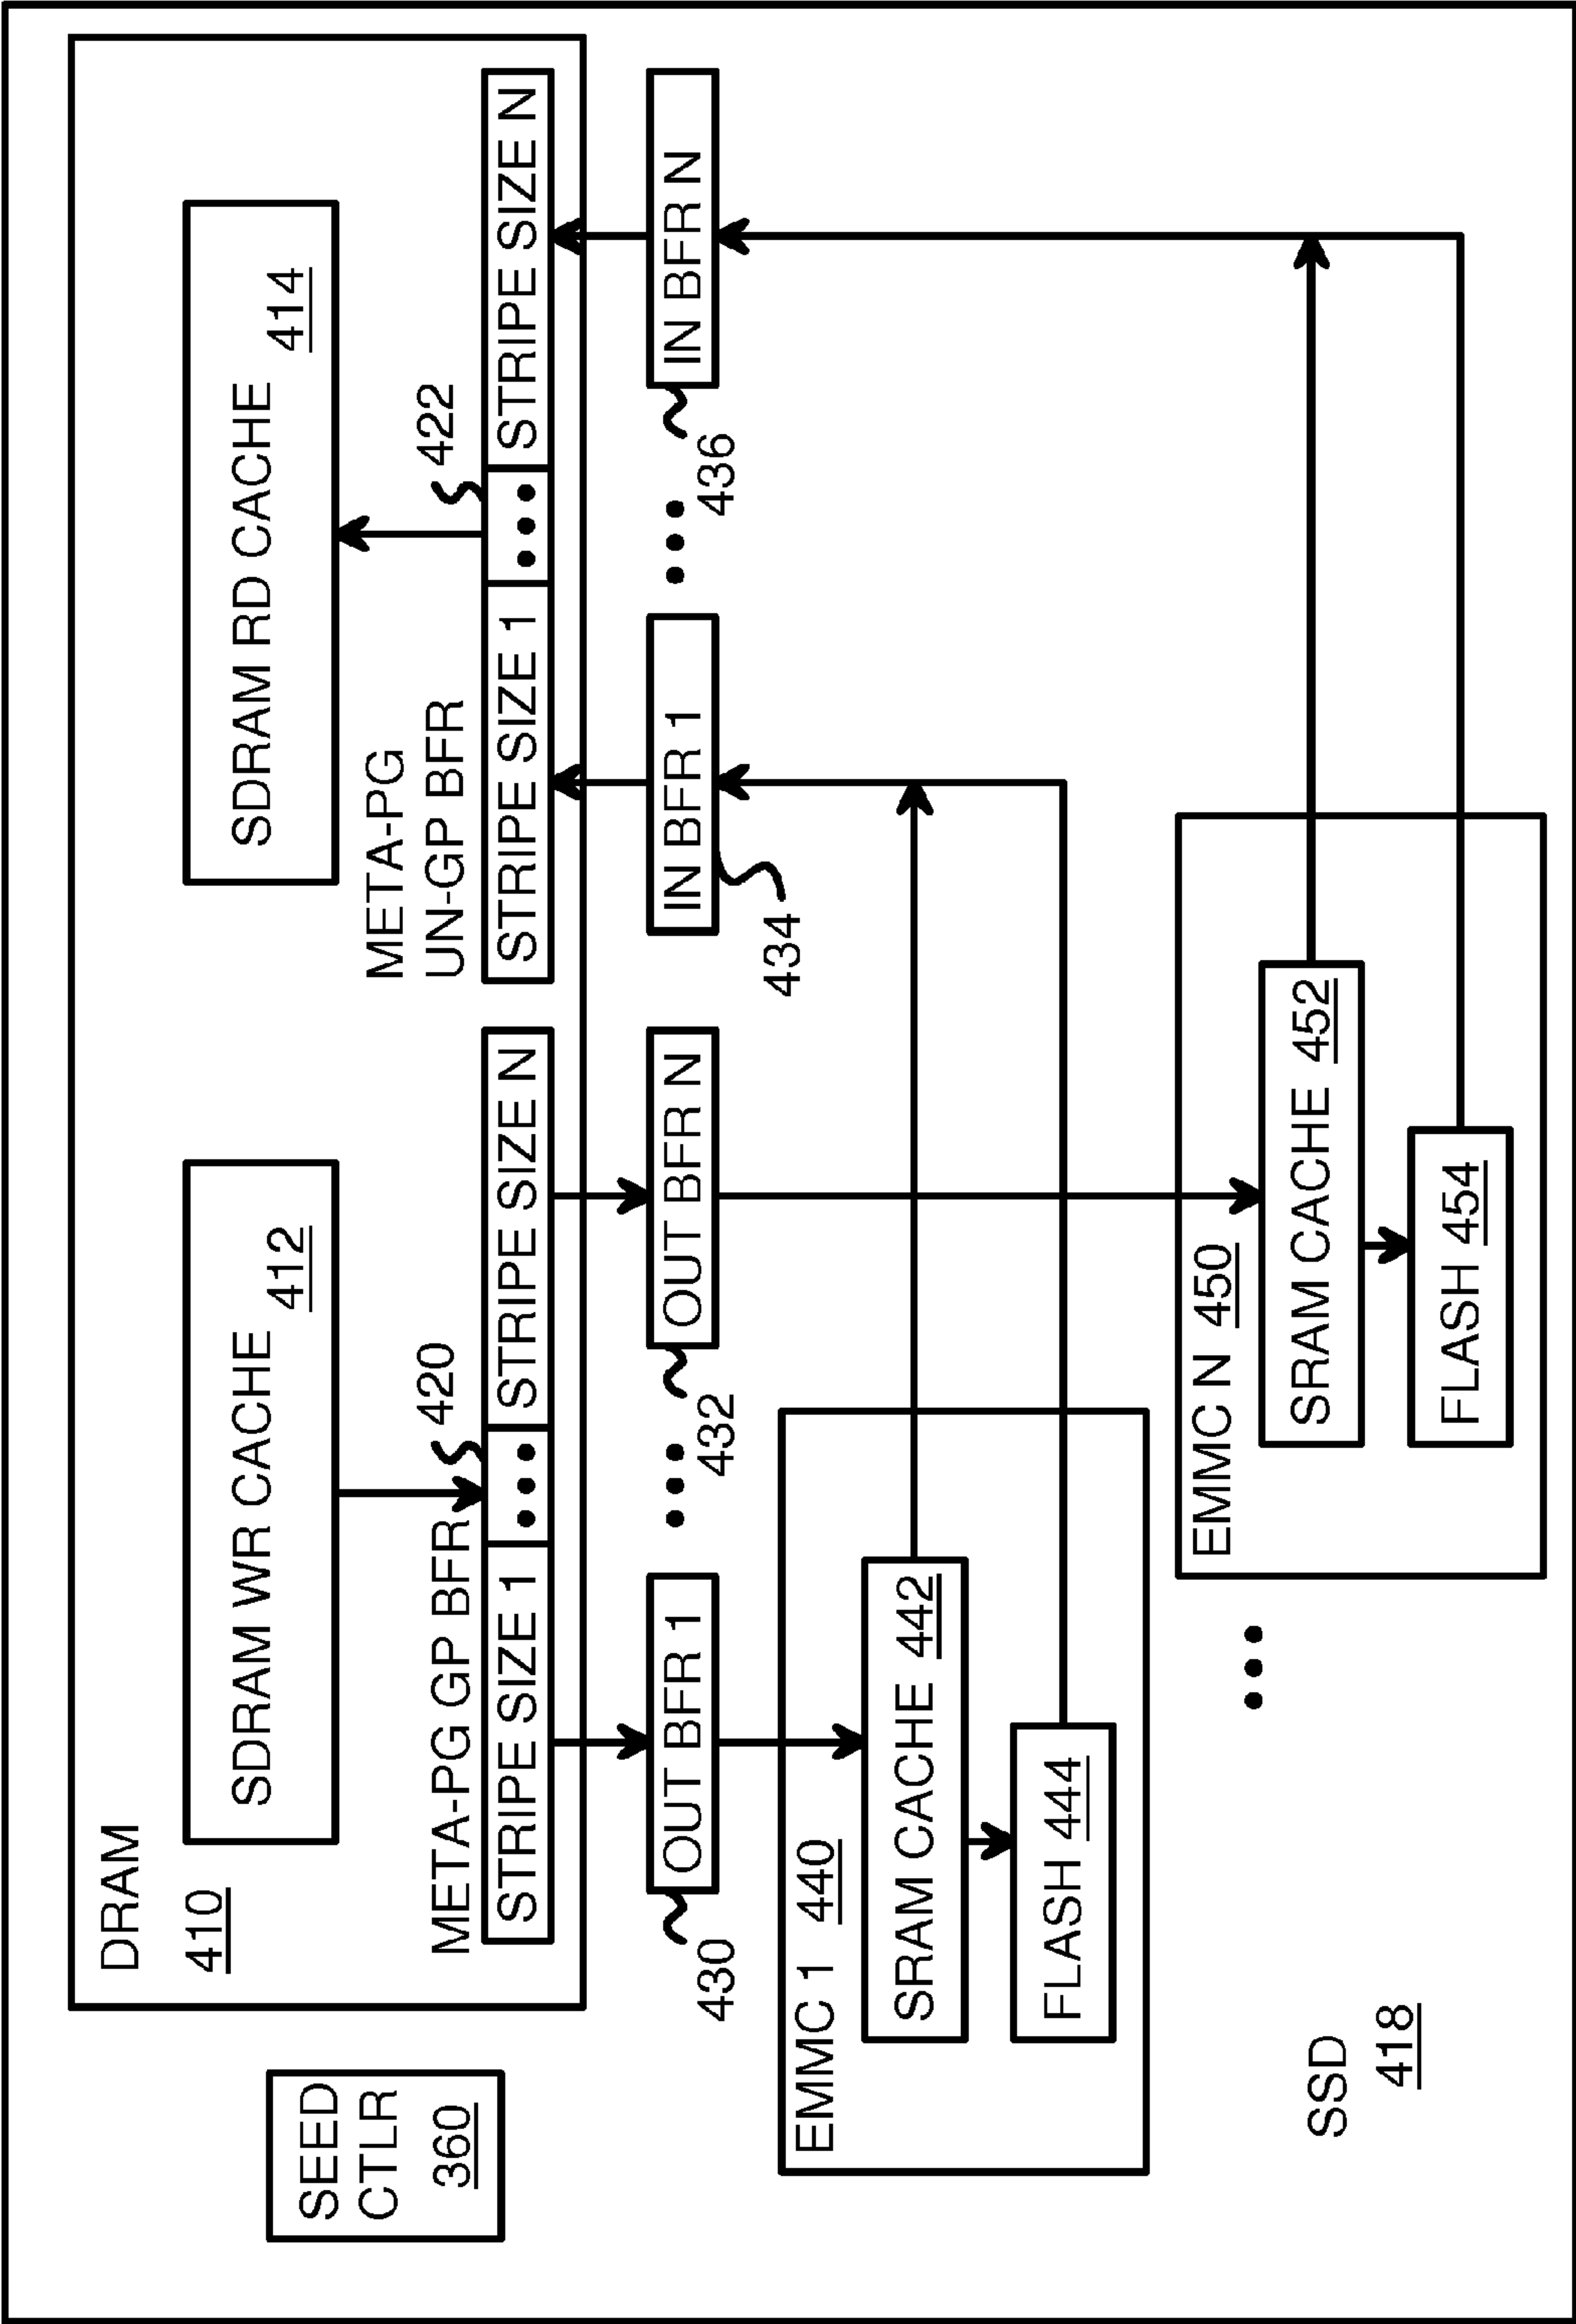 DRAM
410
SEED
CTLR
360
SDRAM WR CACHE
412
SDRAM RD CACHE
414
META-PG GP BFR
420
META-PG
UN-GP BFR
422
STRIPE SIZE 1 ••• STRIPE SIZE N
STRIPE SIZE 1 ••• STRIPE SIZE N
430
OUT BFR 1
•••
432
OUT BFR N
434
IN BFR 1
•••
436
IN BFR N
EMMC 1 440
SRAM CACHE 442
FLASH 444
•••
EMMC N 450
SRAM CACHE 452
FLASH 454
SSD
418